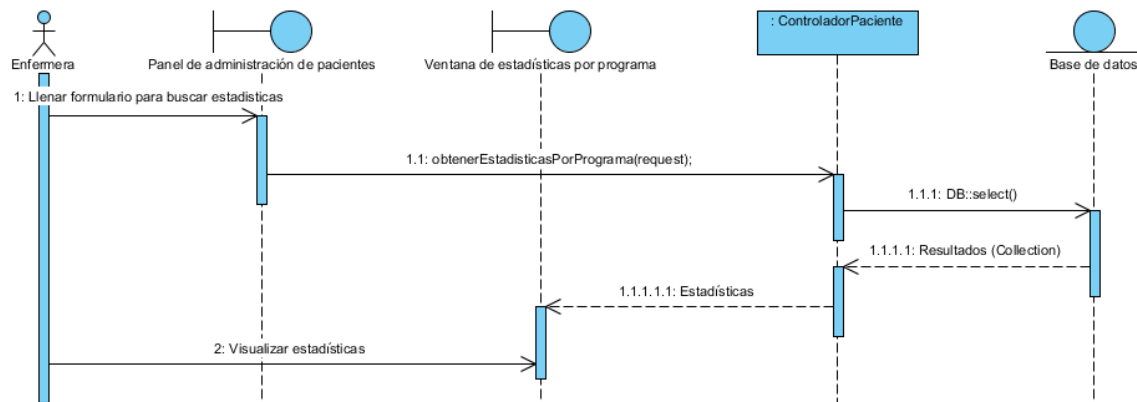 : ControladorPaciente
Enfermera
Panel de administración de pacientes
Ventana de estadísticas por programa
Base de datos
1: Llenar formulario para buscar estadisticas
1.1: obtenerEstadisticasPorPrograma(request);
1.1.1: DB::select()
1.1.1.1: Resultados (Collection)
1.1.1.1.1: Estadísticas
2: Visualizar estadísticas